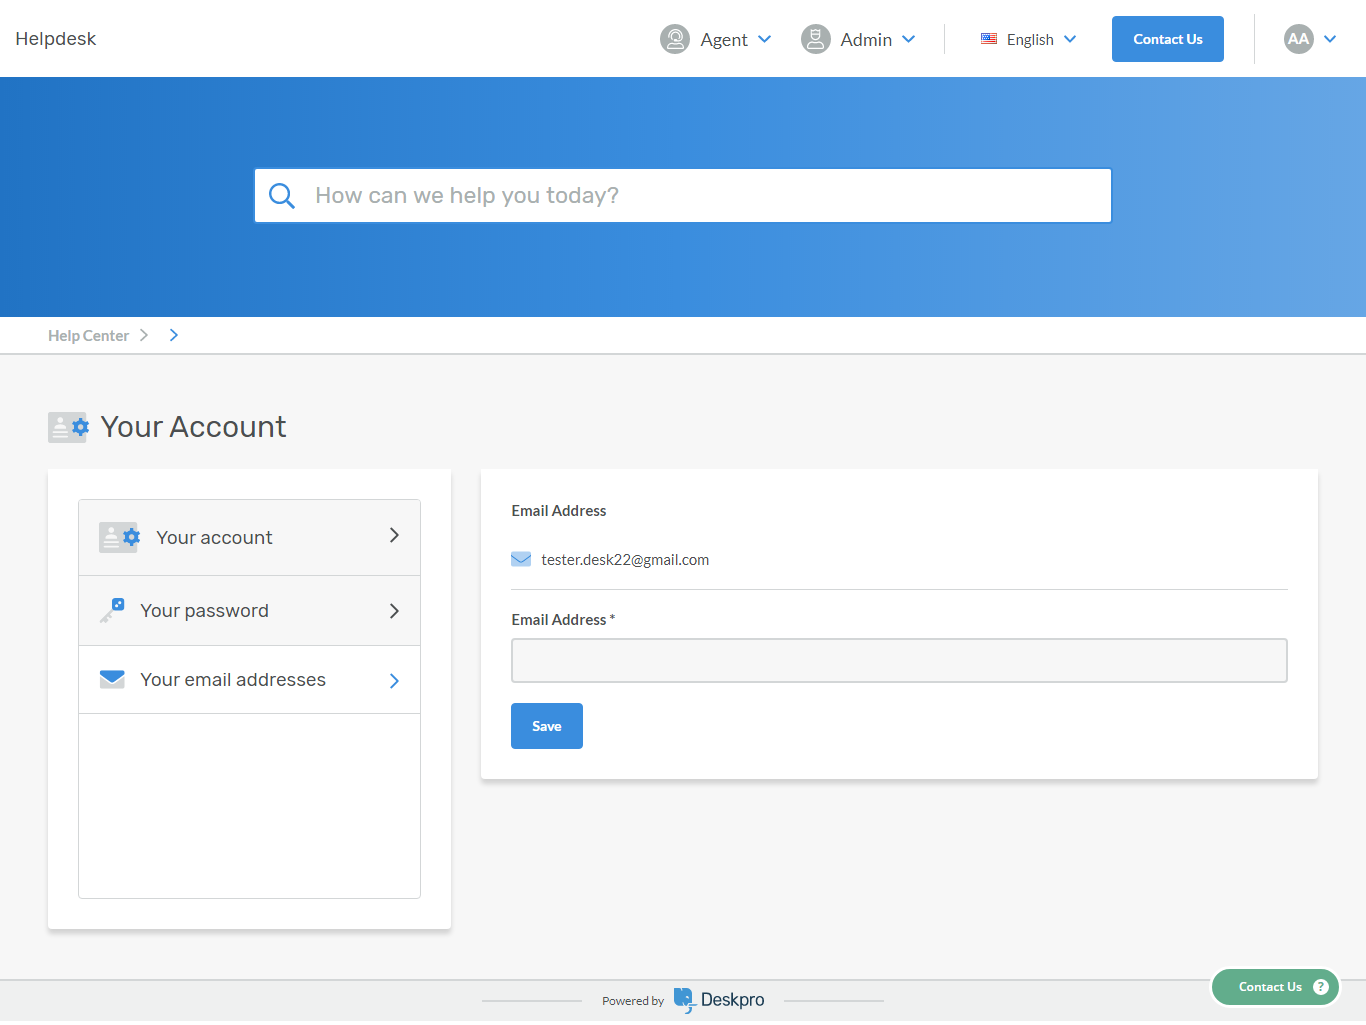 Helpdesk
Agent
Admin
English
Contact Us
AA
How can we help you today?
Help Center
Your Account
Your account
Your password
Your email addresses
Email Address
tester.desk22@gmail.com
Email Address *
Save
Powered by Deskpro
Contact Us ?